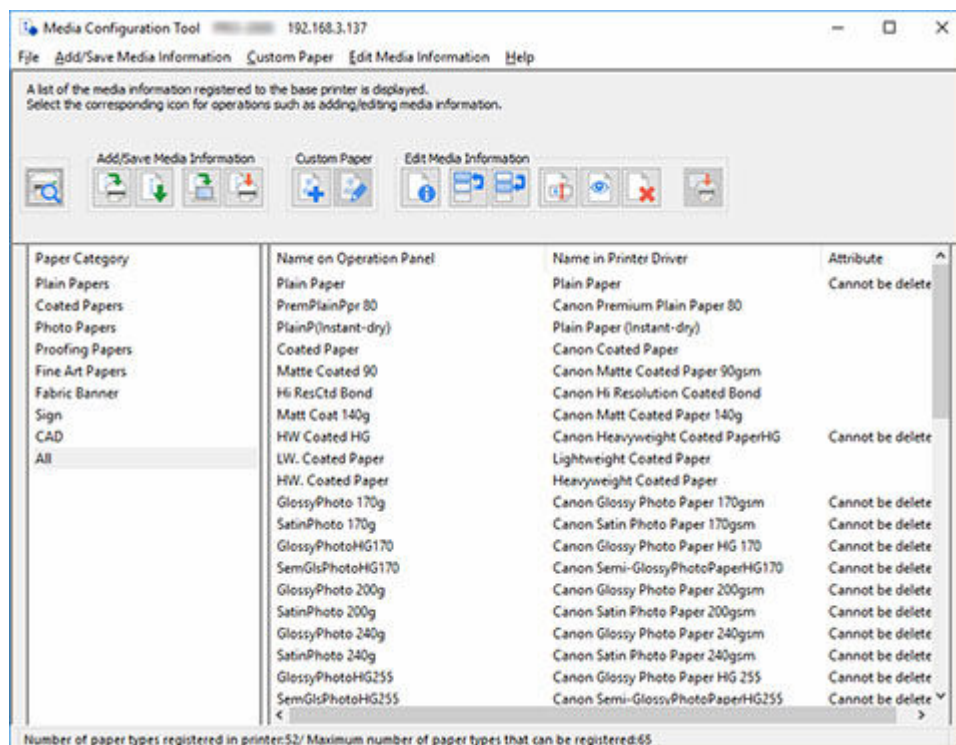 Media Configuration Tool 192.168.3.137
File Add/Save Media Information Custom Paper Edit Media Information Help
A list of the media information registered to the base printer is displayed.
Select the corresponding icon for operations such as adding/editing media information.
Add/Save Media Information Custom Paper Edit Media Information
Paper Category Name on Operation Panel Name in Printer Driver Attribute
Plain Papers Plain Paper Plain Paper Cannot be delete
Coated Papers PremPlainPpr 80 Canon Premium Plain Paper 80
Photo Papers PlainP(Instant-dry) Plain Paper (Instant-dry)
Proofing Papers Coated Paper Canon Coated Paper
Fine Art Papers Matte Coated 90 Canon Matte Coated Paper 90gsm
Fabric Banner Hi ResCtd Bond Canon Hi Resolution Coated Bond
Sign Matt Coat 140g Canon Matt Coated Paper 140g
CAD HW Coated HG Canon Heavyweight Coated PaperHG Cannot be delete
All LW. Coated Paper Lightweight Coated Paper
HW. Coated Paper Heavyweight Coated Paper
GlossyPhoto 170g Canon Glossy Photo Paper 170gsm Cannot be delete
SatinPhoto 170g Canon Satin Photo Paper 170gsm Cannot be delete
GlossyPhotoHG170 Canon Glossy Photo Paper HG 170 Cannot be delete
SemGlsPhotoHG170 Canon Semi-GlossyPhotoPaperHG170 Cannot be delete
GlossyPhoto 200g Canon Glossy Photo Paper 200gsm Cannot be delete
SatinPhoto 200g Canon Satin Photo Paper 200gsm Cannot be delete
GlossyPhoto 240g Canon Glossy Photo Paper 240gsm Cannot be delete
SatinPhoto 240g Canon Satin Photo Paper 240gsm Cannot be delete
GlossyPhotoHG255 Canon Glossy Photo Paper HG 255 Cannot be delete
SemGlsPhotoHG255 Canon Semi-GlossyPhotoPaperHG255 Cannot be delete
Number of paper types registered in printer:52/ Maximum number of paper types that can be registered:65